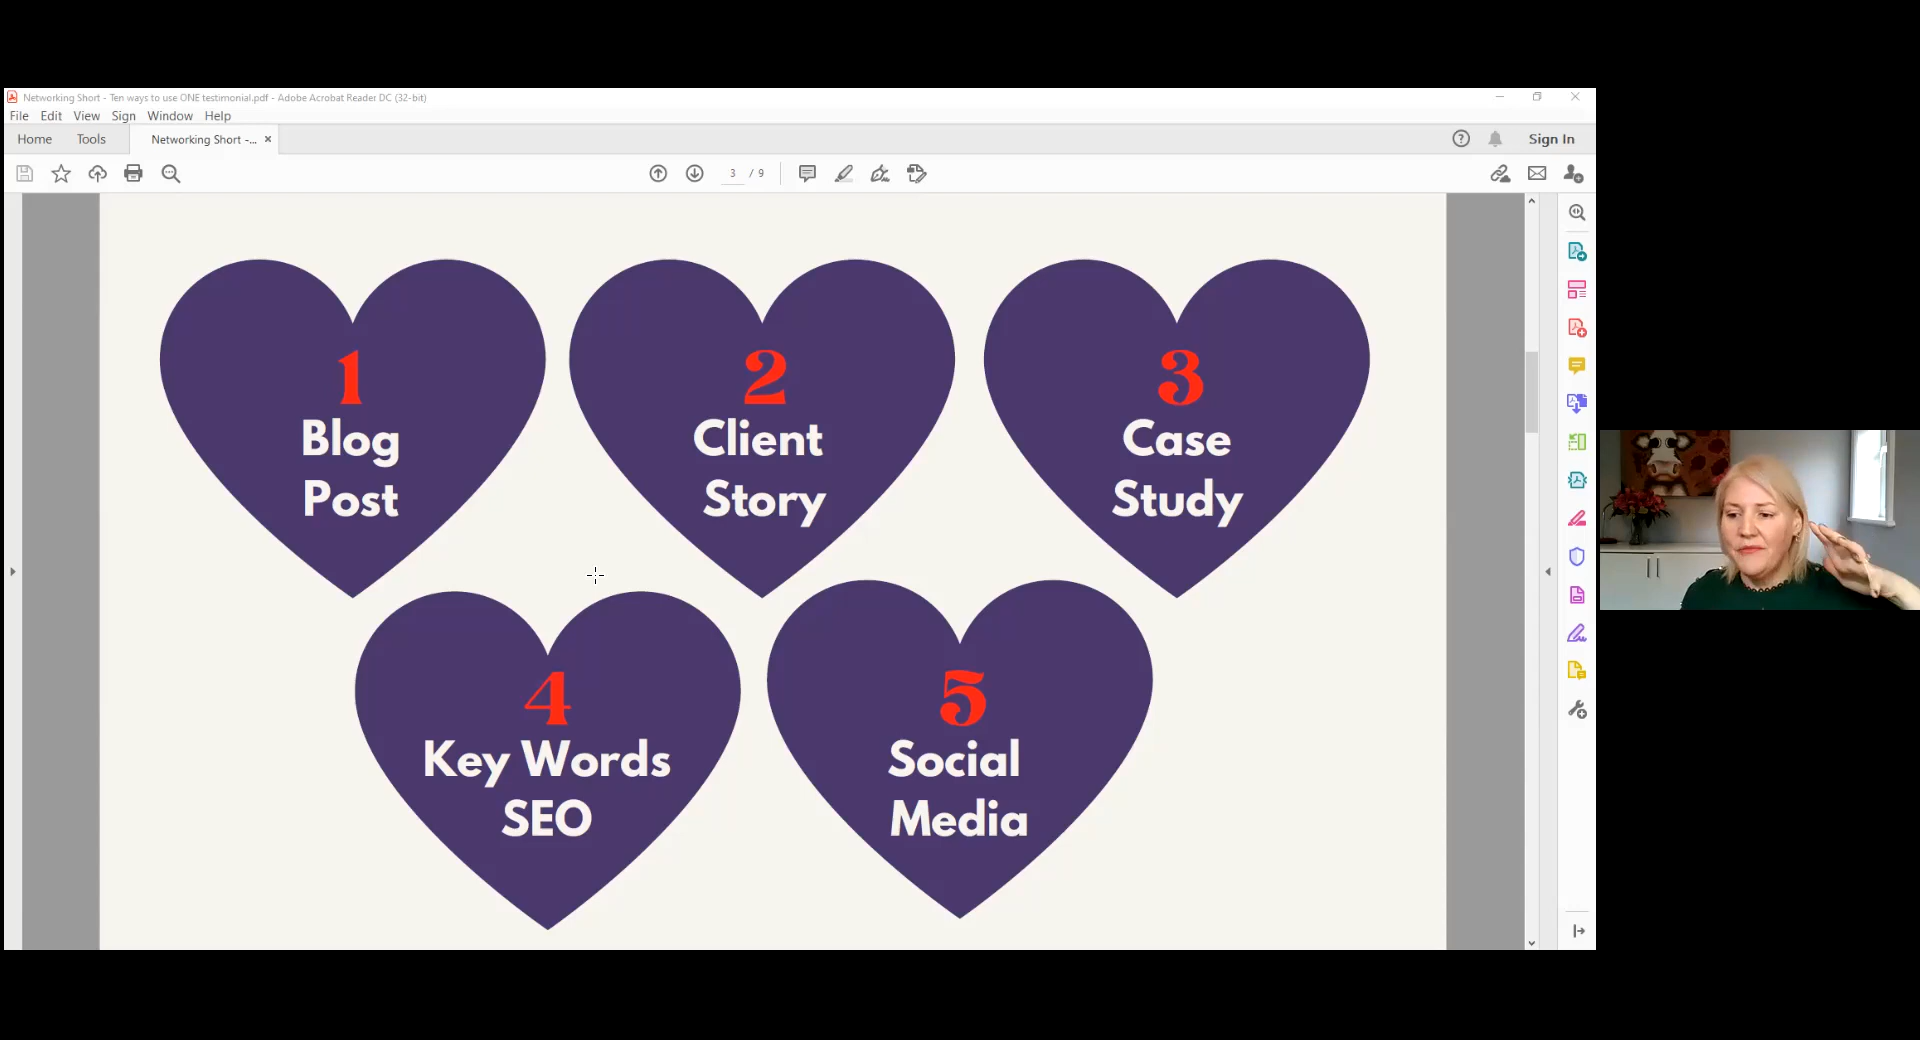 Networking Short - Ten ways to use ONE testimonial.pdf - Adobe Acrobat Reader DC (32-bit)
File Edit View Sign Window Help
Home Tools Networking Short -... ×
Sign In
3 / 9
1
Blog
Post
2
Client
Story
3
Case
Study
4
Key Words
SEO
5
Social
Media